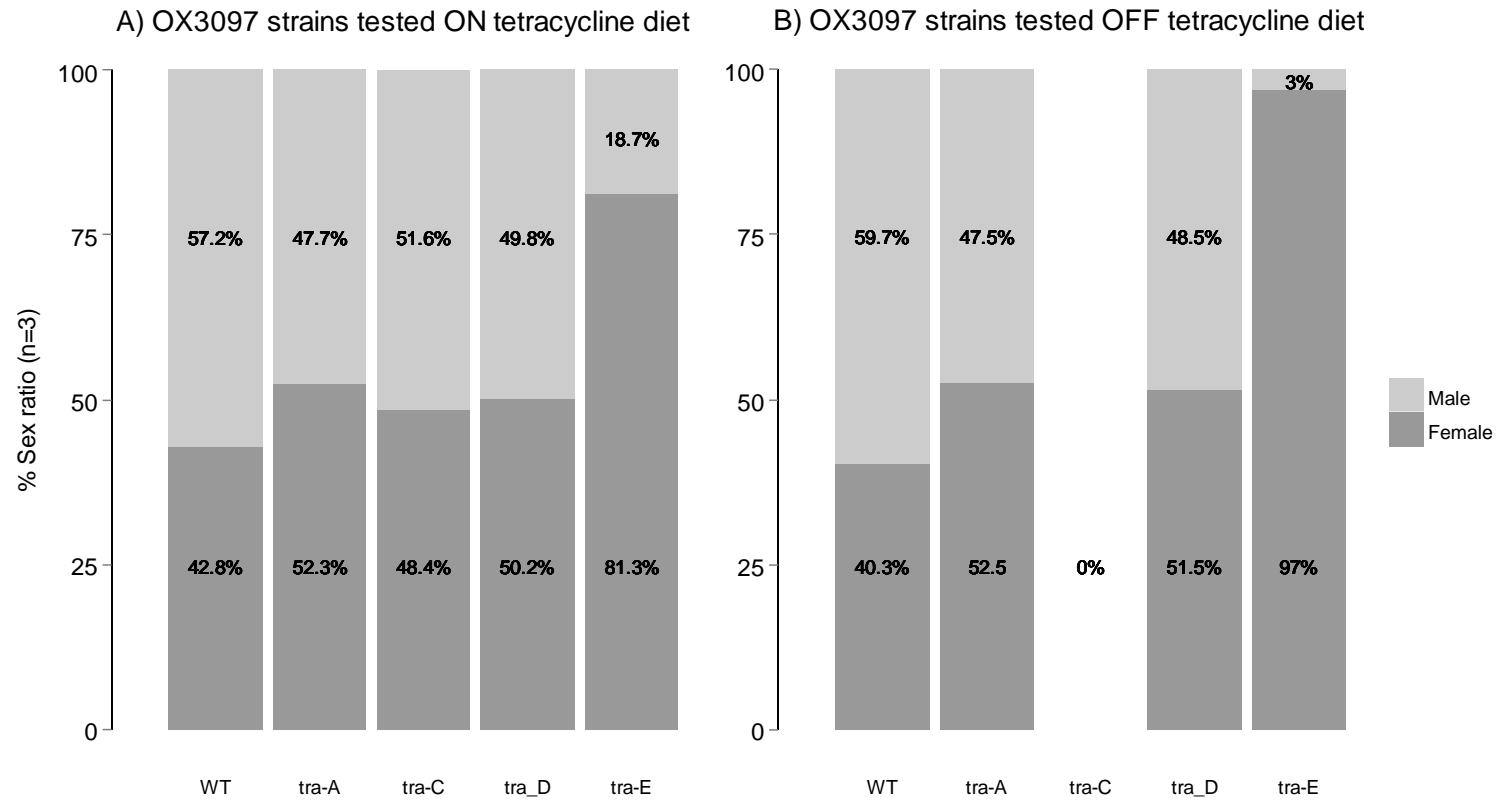 A) OX3097 strains tested ON tetracycline diet
B) OX3097 strains tested OFF tetracycline diet
% Sex ratio (n=3)
100
75
50
25
0
18.7%
57.2% 47.7% 51.6% 49.8%
42.8% 52.3% 48.4% 50.2% 81.3%
WT tra-A tra-C tra_D tra-E
100
75
50
25
0
3%
59.7% 47.5% 48.5%
40.3% 52.5 0% 51.5% 97%
WT tra-A tra-C tra_D tra-E
Male
Female